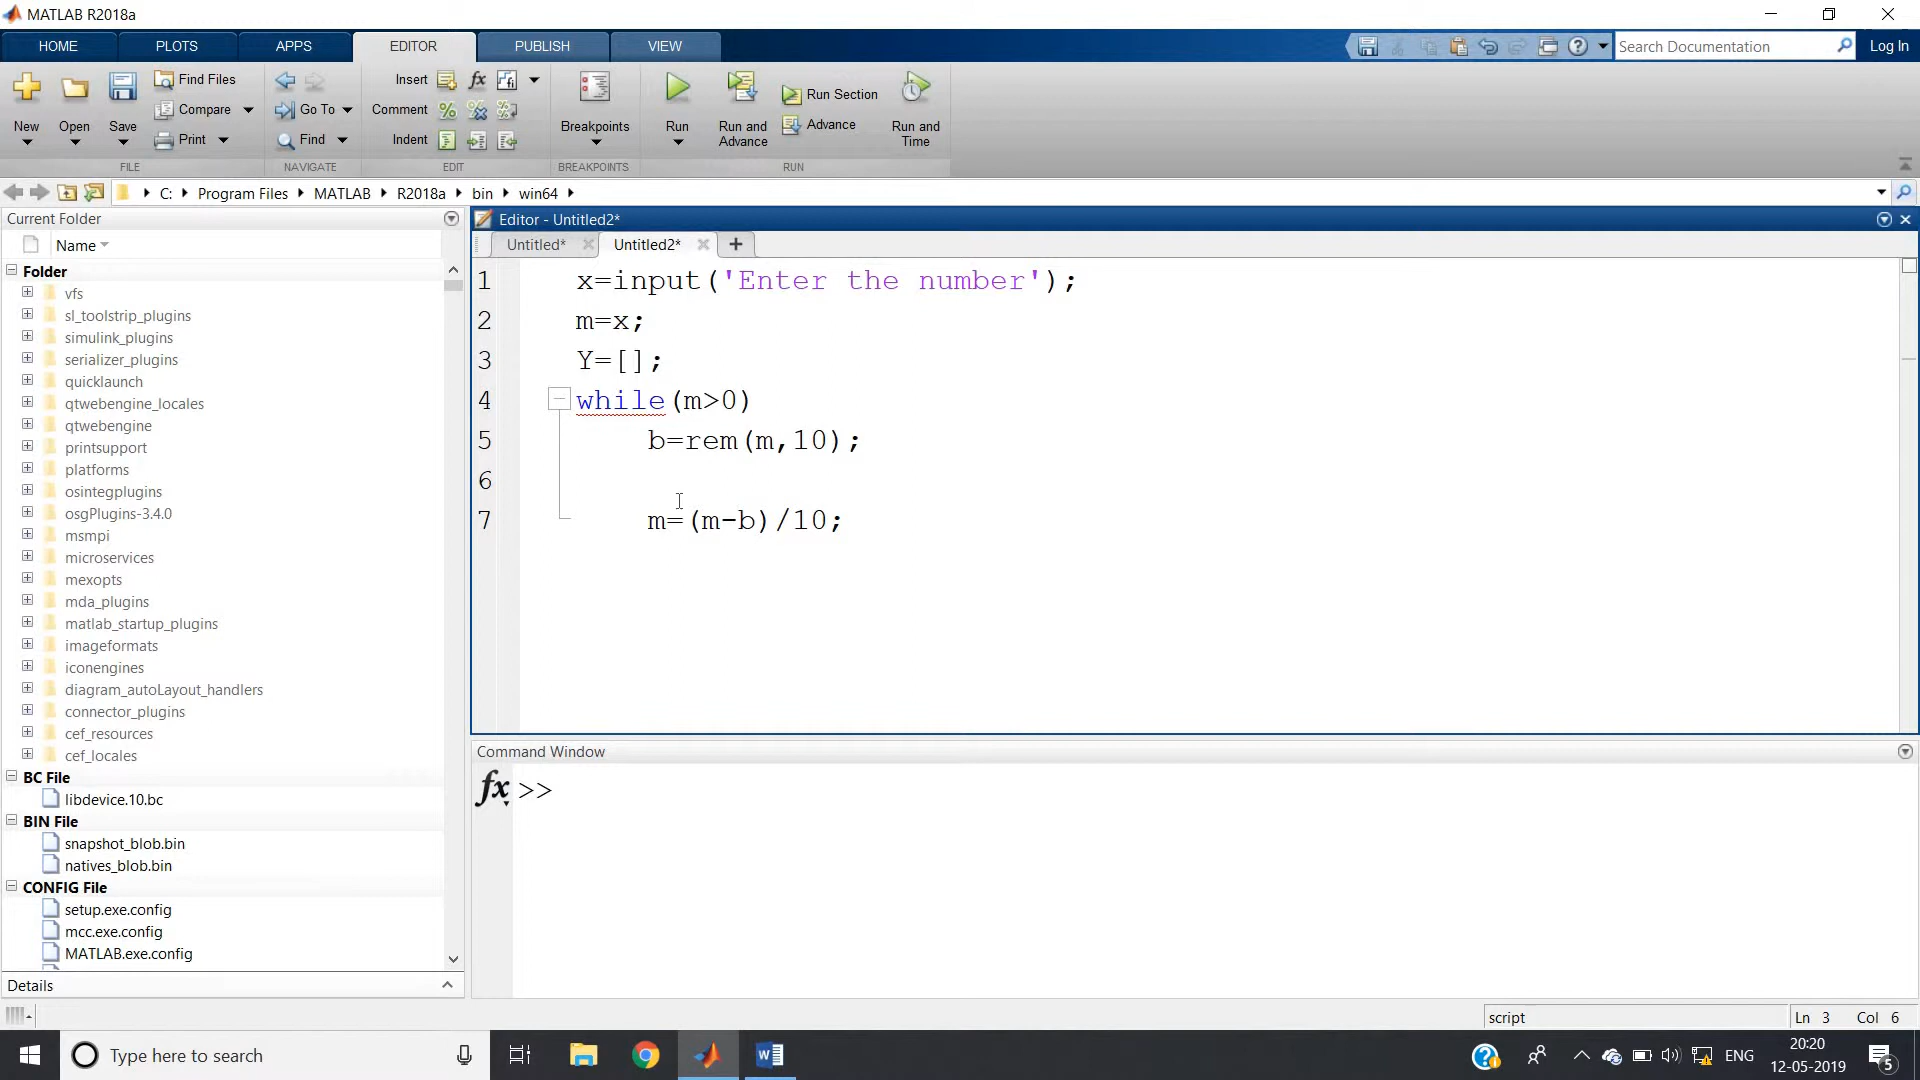 MATLAB R2018a
HOME PLOTS APPS EDITOR PUBLISH VIEW Search Documentation Log In
New Open Save Find Files Compare Print
FILE
Go To Find
NAVIGATE
Insert fx
Comment
Indent
EDIT
Breakpoints
BREAKPOINTS
Run Run and Advance Run Section Advance Run and Time
RUN
C: Program Files MATLAB R2018a bin win64
Current Folder
Name
Folder
vfs
sl_toolstrip_plugins
simulink_plugins
serializer_plugins
quicklaunch
qtwebengine_locales
qtwebengine
printsupport
platforms
osintegplugins
osgPlugins-3.4.0
msmpi
microservices
mexopts
mda_plugins
matlab_startup_plugins
imageformats
iconengines
diagram_autoLayout_handlers
connector_plugins
cef_resources
cef_locales
BC File
libdevice.10.bc
BIN File
snapshot_blob.bin
natives_blob.bin
CONFIG File
setup.exe.config
mcc.exe.config
MATLAB.exe.config
Details
Editor - Untitled2*
Untitled* Untitled2*
1 x=input('Enter the number');
2 m=x;
3 Y=[];
4 while(m>0)
5 b=rem(m,10);
6
7 m=(m-b)/10;
Command Window
fx >>
script Ln 3 Col 6
Type here to search
ENG
20:20
12-05-2019
5